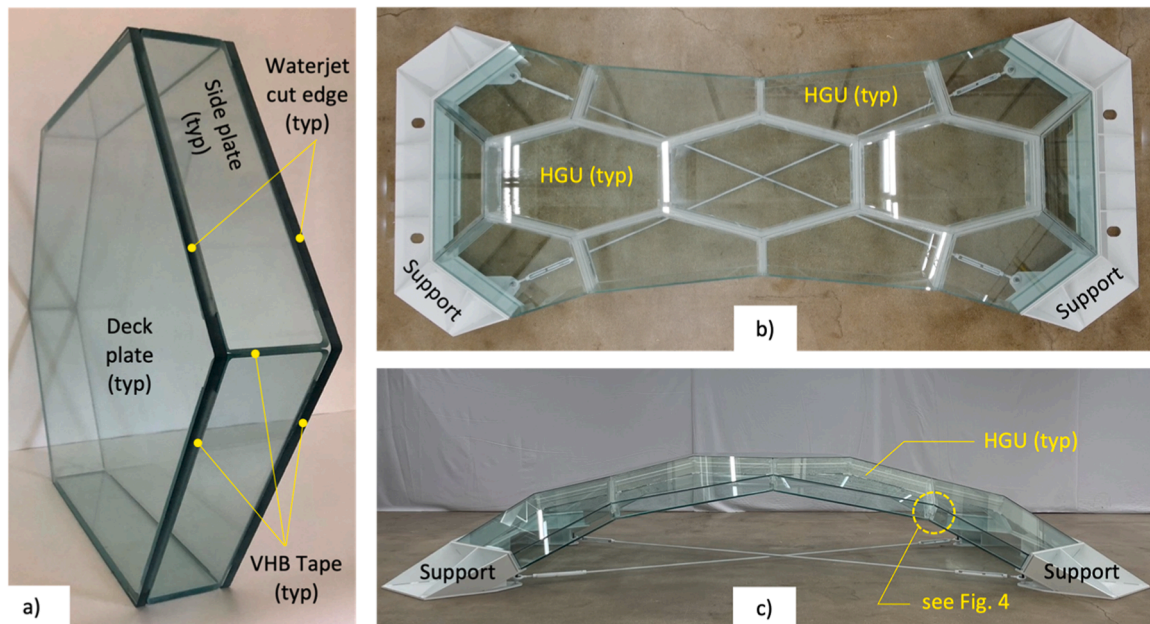 Waterjet
cut edge
(typ)
Side plate
(typ)
Deck
plate
(typ)
VHB Tape
(typ)
a)
HGU (typ)
HGU (typ)
Support
Support
b)
HGU (typ)
Support
Support
see Fig. 4
c)